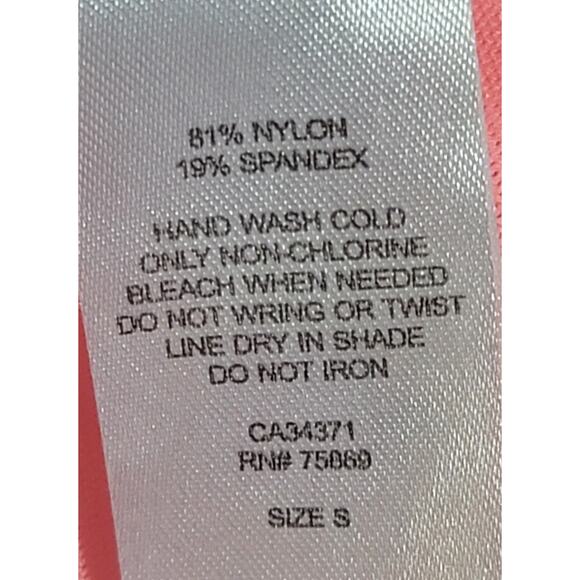 81% NYLON
19% SPANDEX
HAND WASH COLD
ONLY NON-CHLORINE
BLEACH WHEN NEEDED
DO NOT WRING OR TWIST
LINE DRY IN SHADE
DO NOT IRON
CA34371
RN# 75869
SIZE S